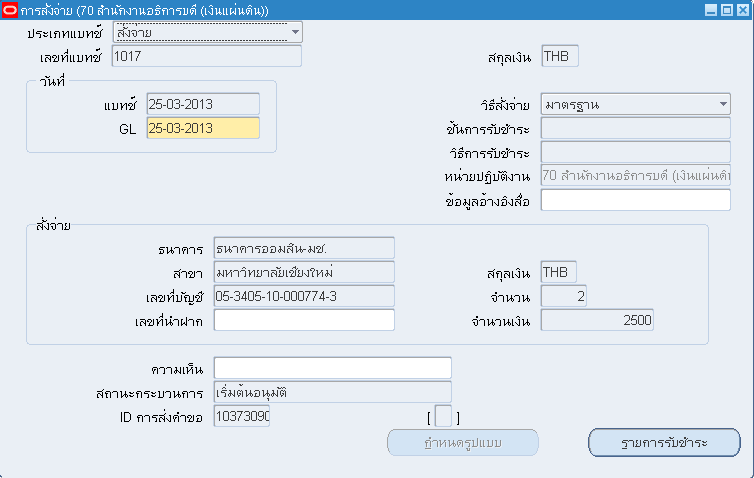 การสั่งจ่าย (70 สำนักงานอธิการบดี (เงินแผ่นดิน))
ประเภทแบทช์ สั่งจ่าย
เลขที่แบทช์ 1017 สกุลเงิน THB
วันที่
แบทช์ 25-03-2013 วิธีสั่งจ่าย มาตรฐาน
GL 25-03-2013 ชั้นการรับชำระ
วิธีการรับชำระ
หน่วยปฏิบัติงาน 70 สำนักงานอธิการบดี (เงินแผ่นดิน
ข้อมูลอ้างอิงสื่อ
สั่งจ่าย
ธนาคาร ธนาคารออมสิน-มช.
สาขา มหาวิทยาลัยเชียงใหม่ สกุลเงิน THB
เลขที่บัญชี 05-3405-10-000774-3 จำนวน 2
เลขที่นำฝาก จำนวนเงิน 2500
ความเห็น
สถานะกระบวนการ เริ่มต้นอนุมัติ
ID การส่งคำขอ 10373090 [ ]
กำหนดรูปแบบ รายการรับชำระ